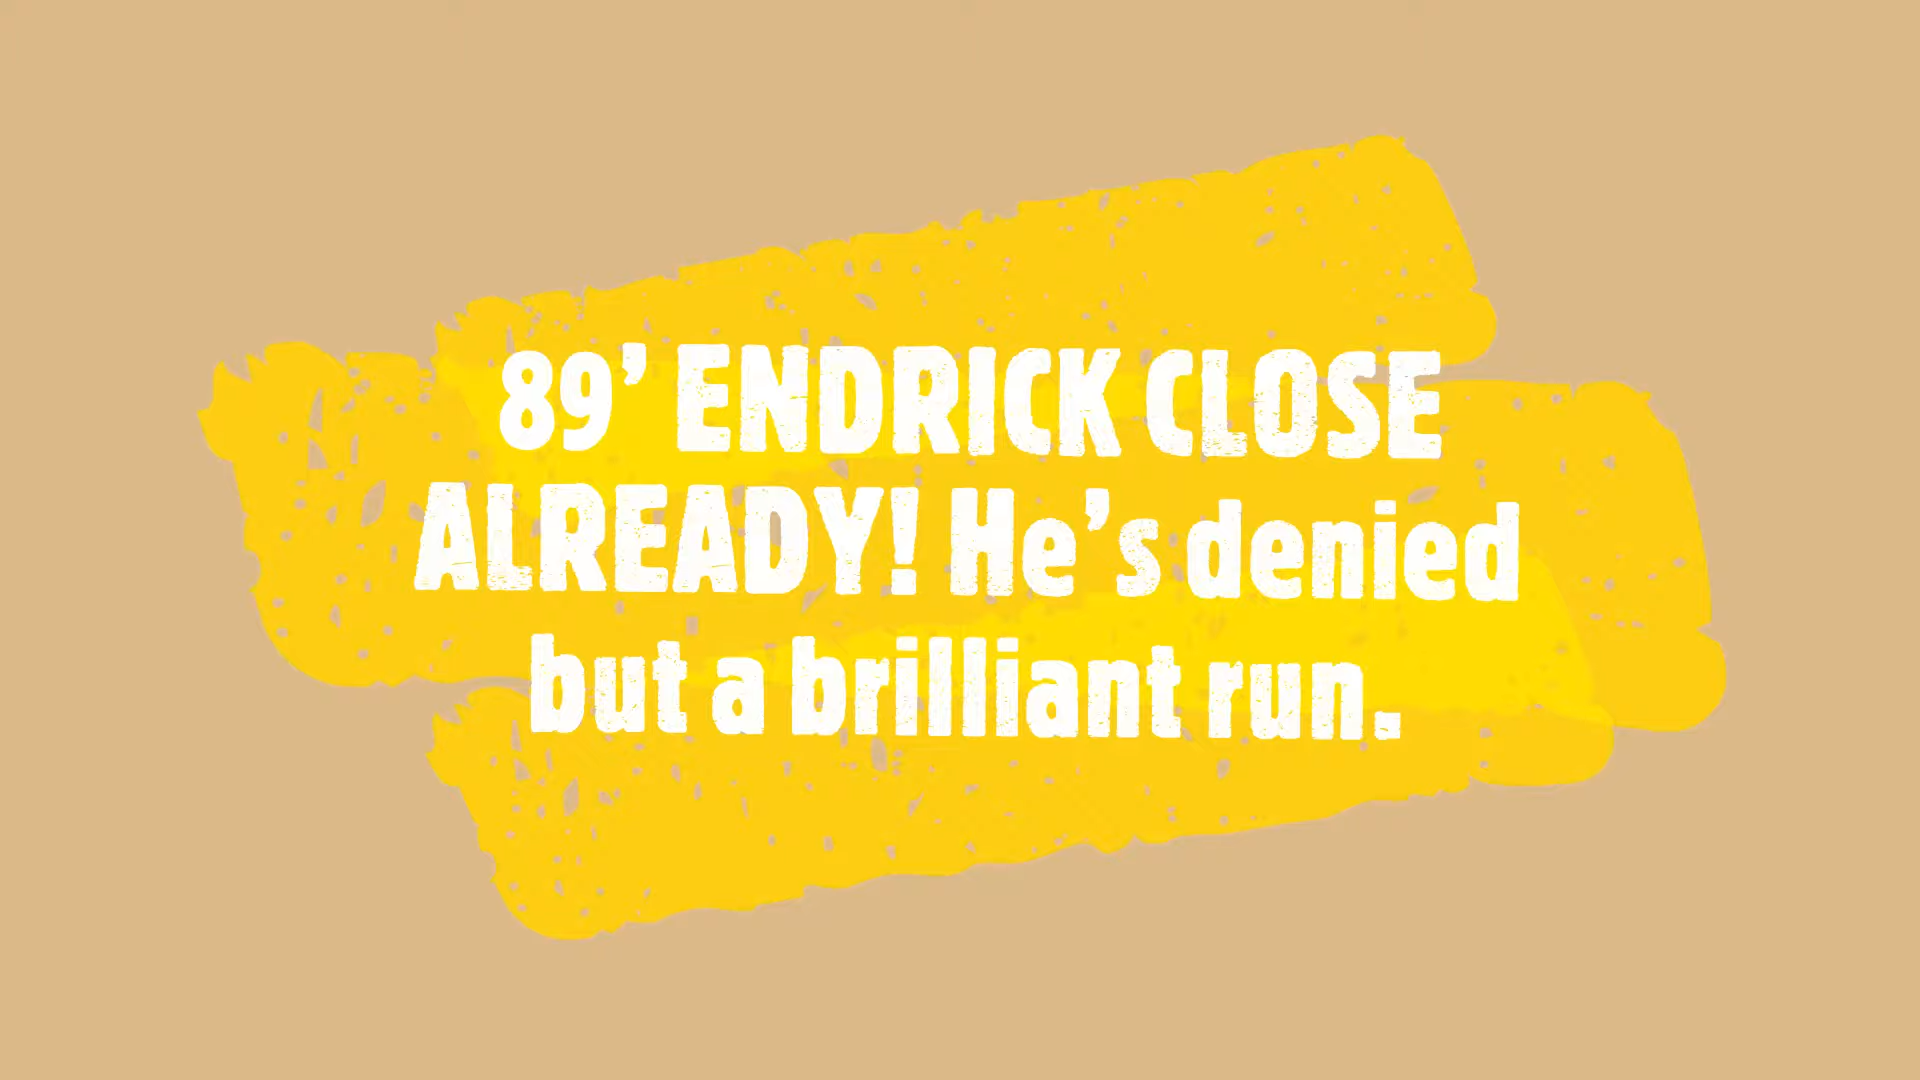 89’ ENDRICK CLOSE
ALREADY! He’s denied
but a brilliant run.